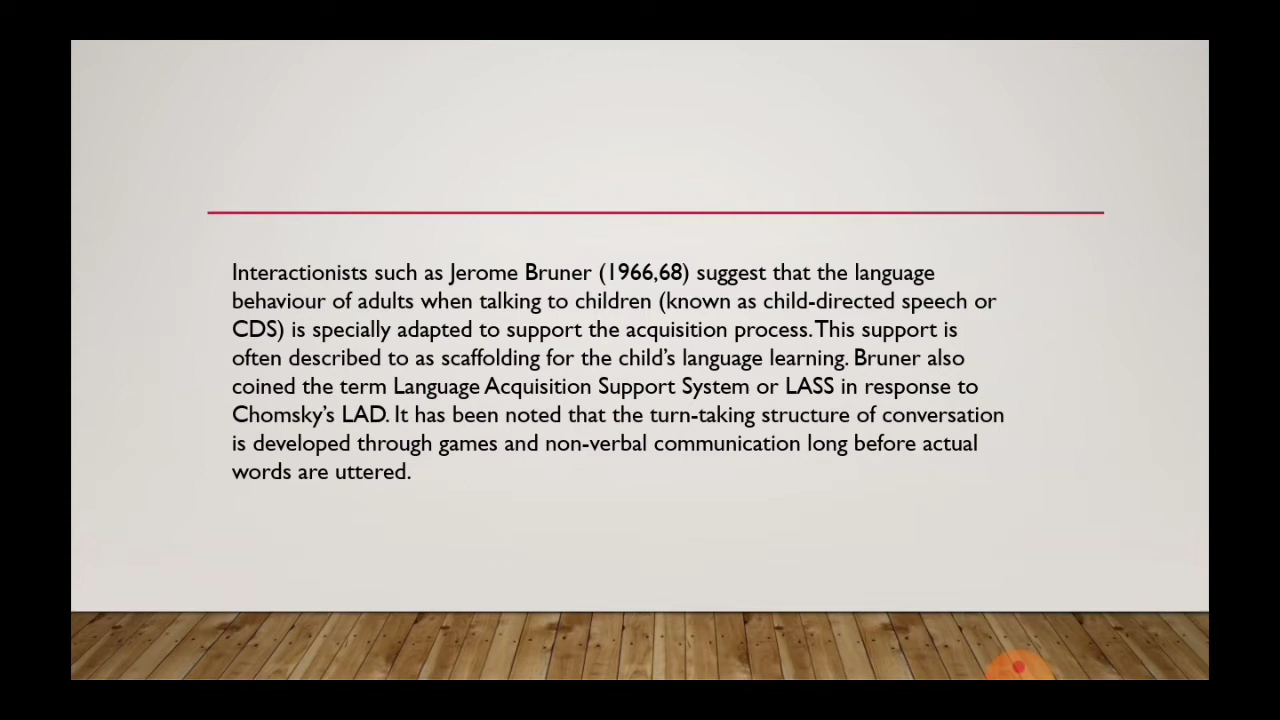 Interactionists such as Jerome Bruner (1966,68) suggest that the language
behaviour of adults when talking to children (known as child-directed speech or
CDS) is specially adapted to support the acquisition process. This support is
often described to as scaffolding for the child’s language learning. Bruner also
coined the term Language Acquisition Support System or LASS in response to
Chomsky’s LAD. It has been noted that the turn-taking structure of conversation
is developed through games and non-verbal communication long before actual
words are uttered.